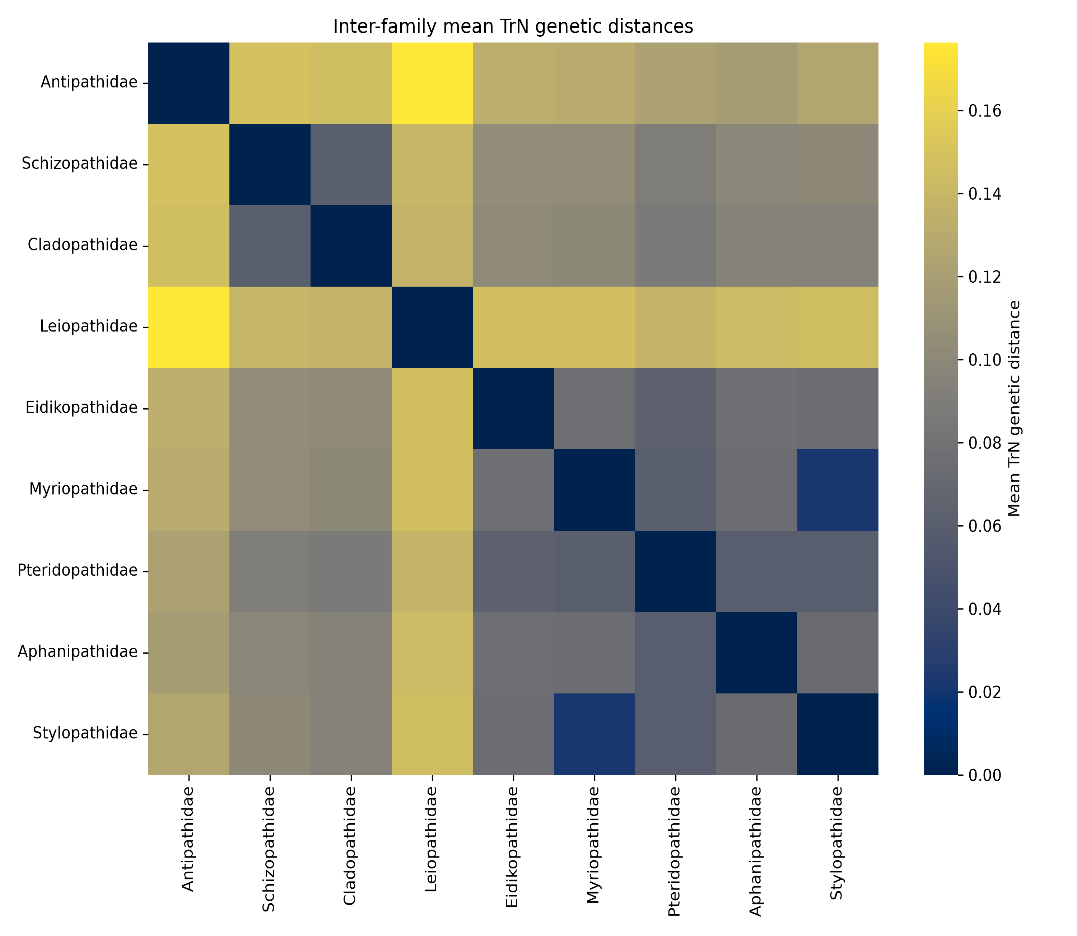 Inter-family mean TrN genetic distances
Antipathidae
Schizopathidae
Cladopathidae
Leiopathidae
Eidikopathidae
Myriopathidae
Pteridopathidae
Aphanipathidae
Stylopathidae
Antipathidae
Schizopathidae
Cladopathidae
Leiopathidae
Eidikopathidae
Myriopathidae
Pteridopathidae
Aphanipathidae
Stylopathidae
0.16
0.14
0.12
0.10
0.08
0.06
0.04
0.02
0.00
Mean TrN genetic distance